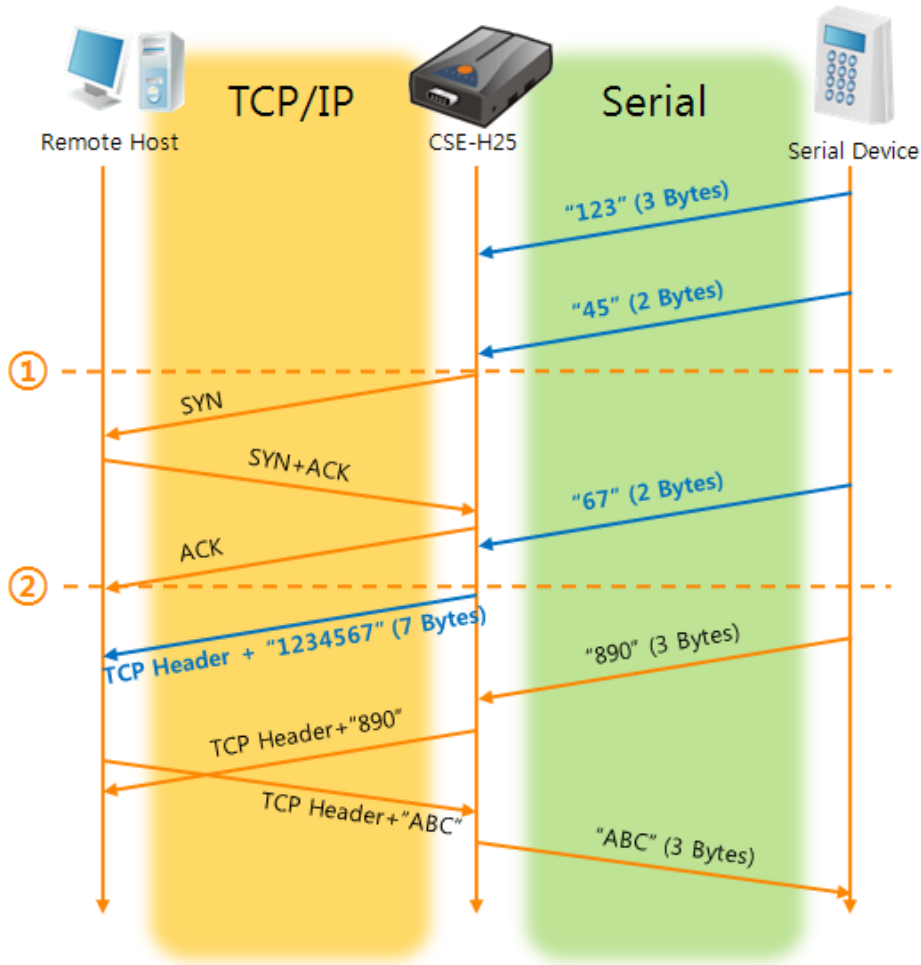 TCP/IP
Serial
Remote Host
CSE-H25
Serial Device
"123" (3 Bytes)
"45" (2 Bytes)
①
SYN
SYN+ACK
"67" (2 Bytes)
ACK
②
TCP Header + "1234567" (7 Bytes)
"890" (3 Bytes)
TCP Header+"890"
TCP Header+"ABC"
"ABC" (3 Bytes)